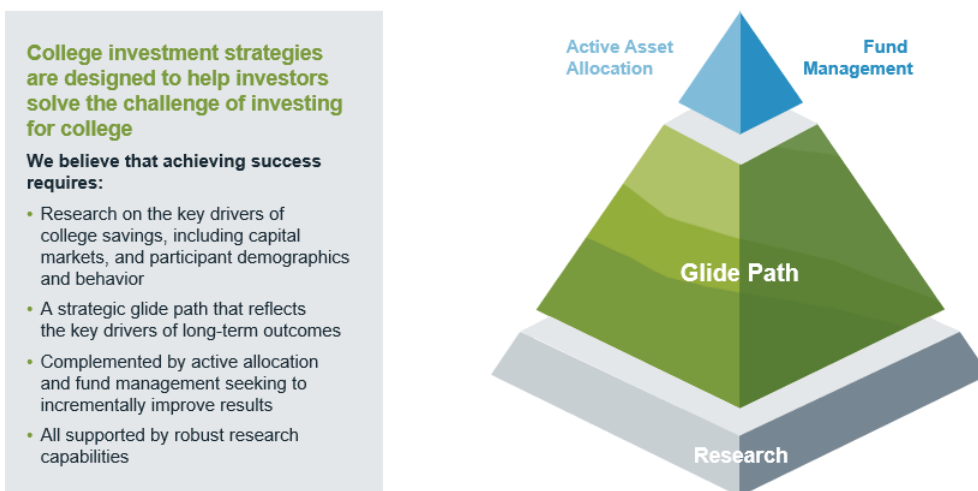 College investment strategies
are designed to help investors
solve the challenge of investing
for college
We believe that achieving success
requires:
• Research on the key drivers of
college savings, including capital
markets, and participant demographics
and behavior
• A strategic glide path that reflects
the key drivers of long-term outcomes
• Complemented by active allocation
and fund management seeking to
incrementally improve results
• All supported by robust research
capabilities
Active Asset
Allocation
Fund
Management
Glide Path
Research